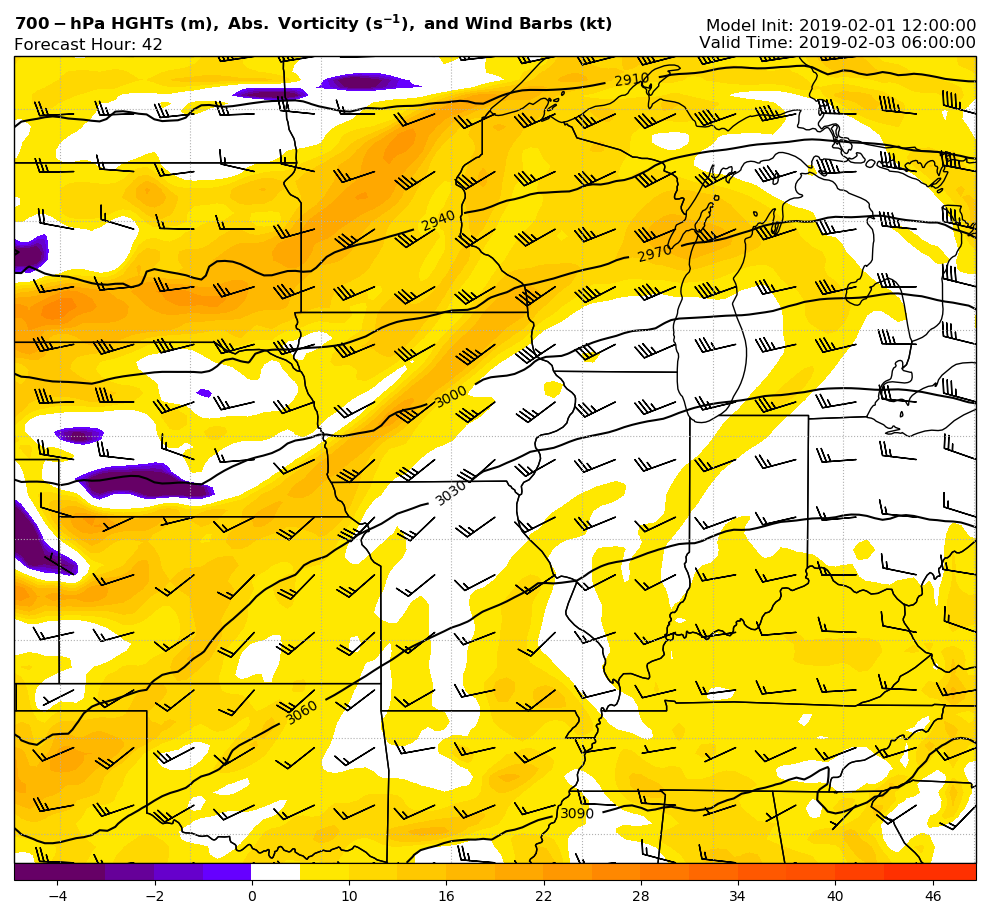 700-hPa HGHTs (m), Abs. Vorticity (s⁻¹), and Wind Barbs (kt)
Model Init: 2019-02-01 12:00:00
Forecast Hour: 42
Valid Time: 2019-02-03 06:00:00
2910
2940
2970
3000
3030
3060
3090
−4 −2 0 10 16 22 28 34 40 46